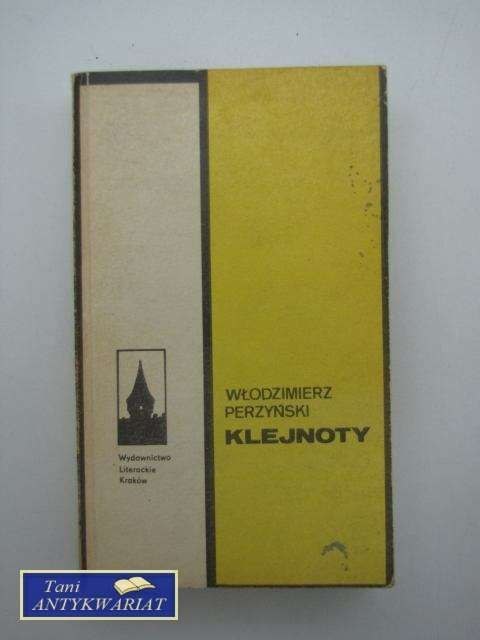 WŁODZIMIERZ
PERZYŃSKI
KLEJNOTY
Wydawnictwo
Literackie
Kraków
Tani
ANTYKWARIAT